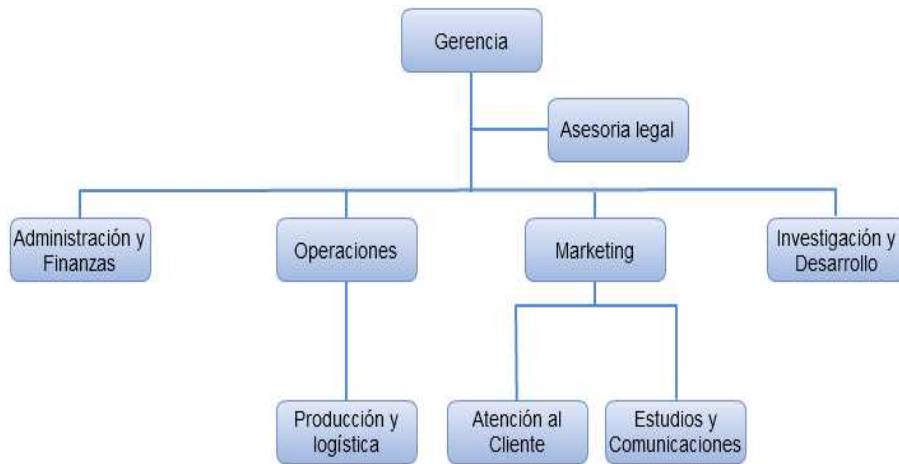 Gerencia
Asesoria legal
Administración y
Finanzas
Operaciones
Marketing
Investigación y
Desarrollo
Producción y
logística
Atención al
Cliente
Estudios y
Comunicaciones